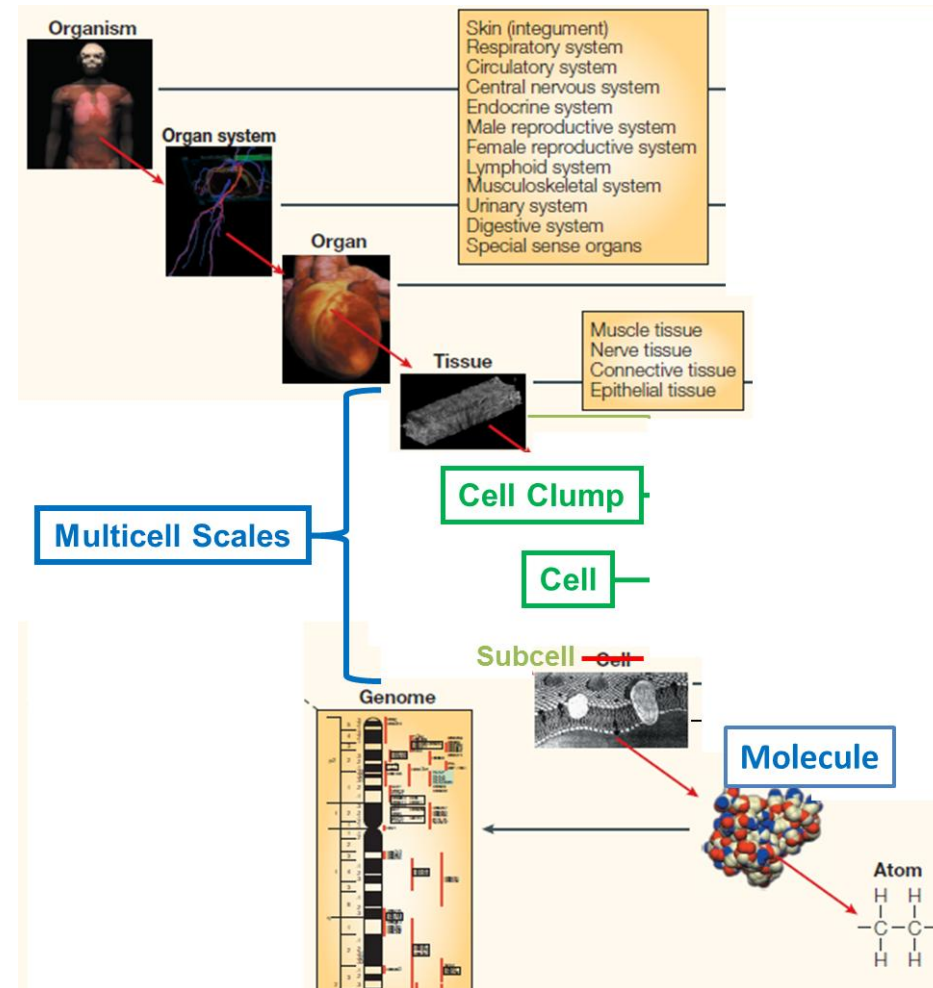 Organism
Skin (integument)
Respiratory system
Circulatory system
Central nervous system
Endocrine system
Male reproductive system
Female reproductive system
Lymphoid system
Musculoskeletal system
Urinary system
Digestive system
Special sense organs
Organ system
Organ
Muscle tissue
Nerve tissue
Connective tissue
Epithelial tissue
Tissue
Cell Clump
Multicell Scales
Cell
Subcell Cell
Genome
Molecule
Atom
H H
C C
H H